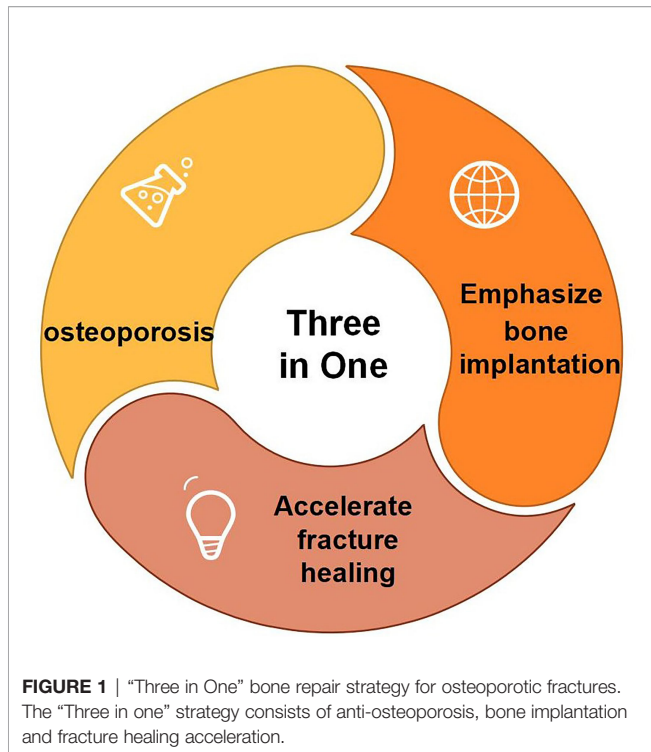 osteoporosis
Emphasize
bone
implantation
Three
in One
Accelerate
fracture
healing
FIGURE 1 | “Three in One” bone repair strategy for osteoporotic fractures.
The “Three in one” strategy consists of anti-osteoporosis, bone implantation
and fracture healing acceleration.